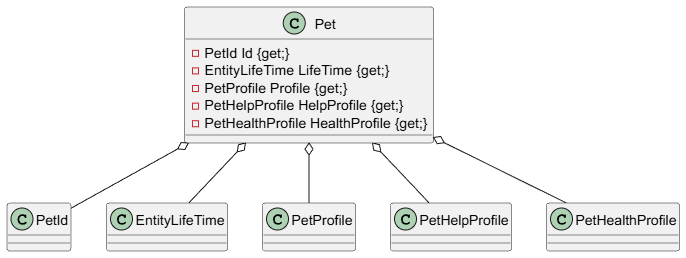 C Pet
PetId Id {get;}
EntityLifeTime LifeTime {get;}
PetProfile Profile {get;}
PetHelpProfile HelpProfile {get;}
PetHealthProfile HealthProfile {get;}
C PetId
C EntityLifeTime
C PetProfile
C PetHelpProfile
C PetHealthProfile